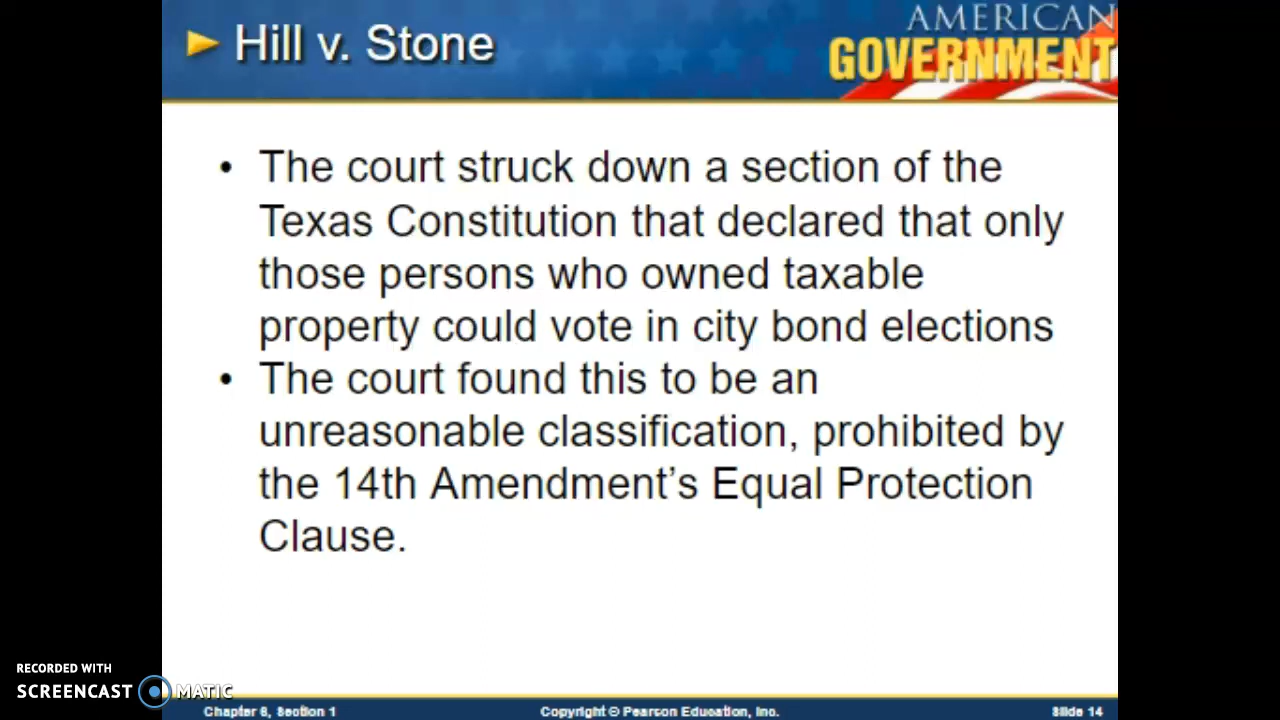 Hill v. Stone
AMERICAN
GOVERNMENT
• The court struck down a section of the
Texas Constitution that declared that only
those persons who owned taxable
property could vote in city bond elections
• The court found this to be an
unreasonable classification, prohibited by
the 14th Amendment's Equal Protection
Clause.
RECORDED WITH
SCREENCAST MATIC
Chapter 6, Section 1
Copyright © Pearson Education, Inc.
Slide 14